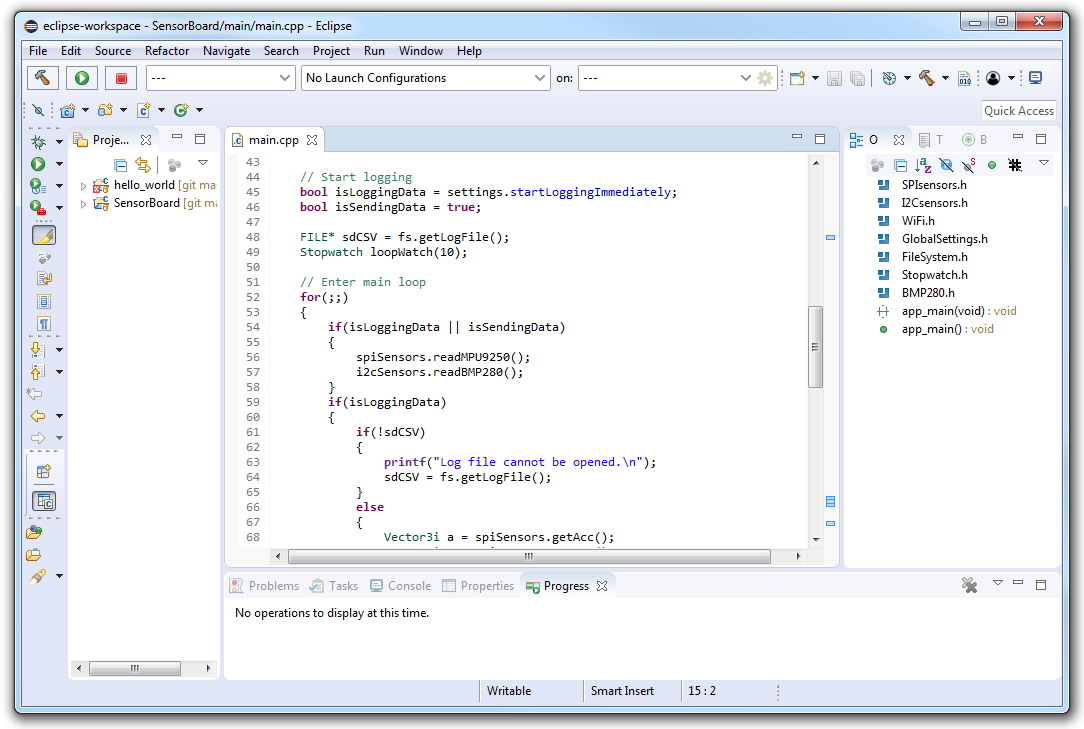 eclipse-workspace - SensorBoard/main/main.cpp - Eclipse
File Edit Source Refactor Navigate Search Project Run Window Help
--- No Launch Configurations on: --- 010
Quick Access
Proje...
hello_world [git ma
SensorBoard [git ma
main.cpp
43
44 // Start logging
45 bool isLoggingData = settings.startLoggingImmediately;
46 bool isSendingData = true;
47
48 FILE* sdCSV = fs.getLogFile();
49 Stopwatch loopWatch(10);
50
51 // Enter main loop
52 for(;;)
53 {
54 if(isLoggingData || isSendingData)
55 {
56 spiSensors.readMPU9250();
57 i2cSensors.readBMP280();
58 }
59 if(isLoggingData)
60 {
61 if(!sdCSV)
62 {
63 printf("Log file cannot be opened.\n");
64 sdCSV = fs.getLogFile();
65 }
66 else
67 {
68 Vector3i a = spiSensors.getAcc();
O T B
SPIsensors.h
I2Csensors.h
WiFi.h
GlobalSettings.h
FileSystem.h
Stopwatch.h
BMP280.h
app_main(void) : void
app_main() : void
Problems Tasks Console Properties Progress
No operations to display at this time.
Writable Smart Insert 15 : 2